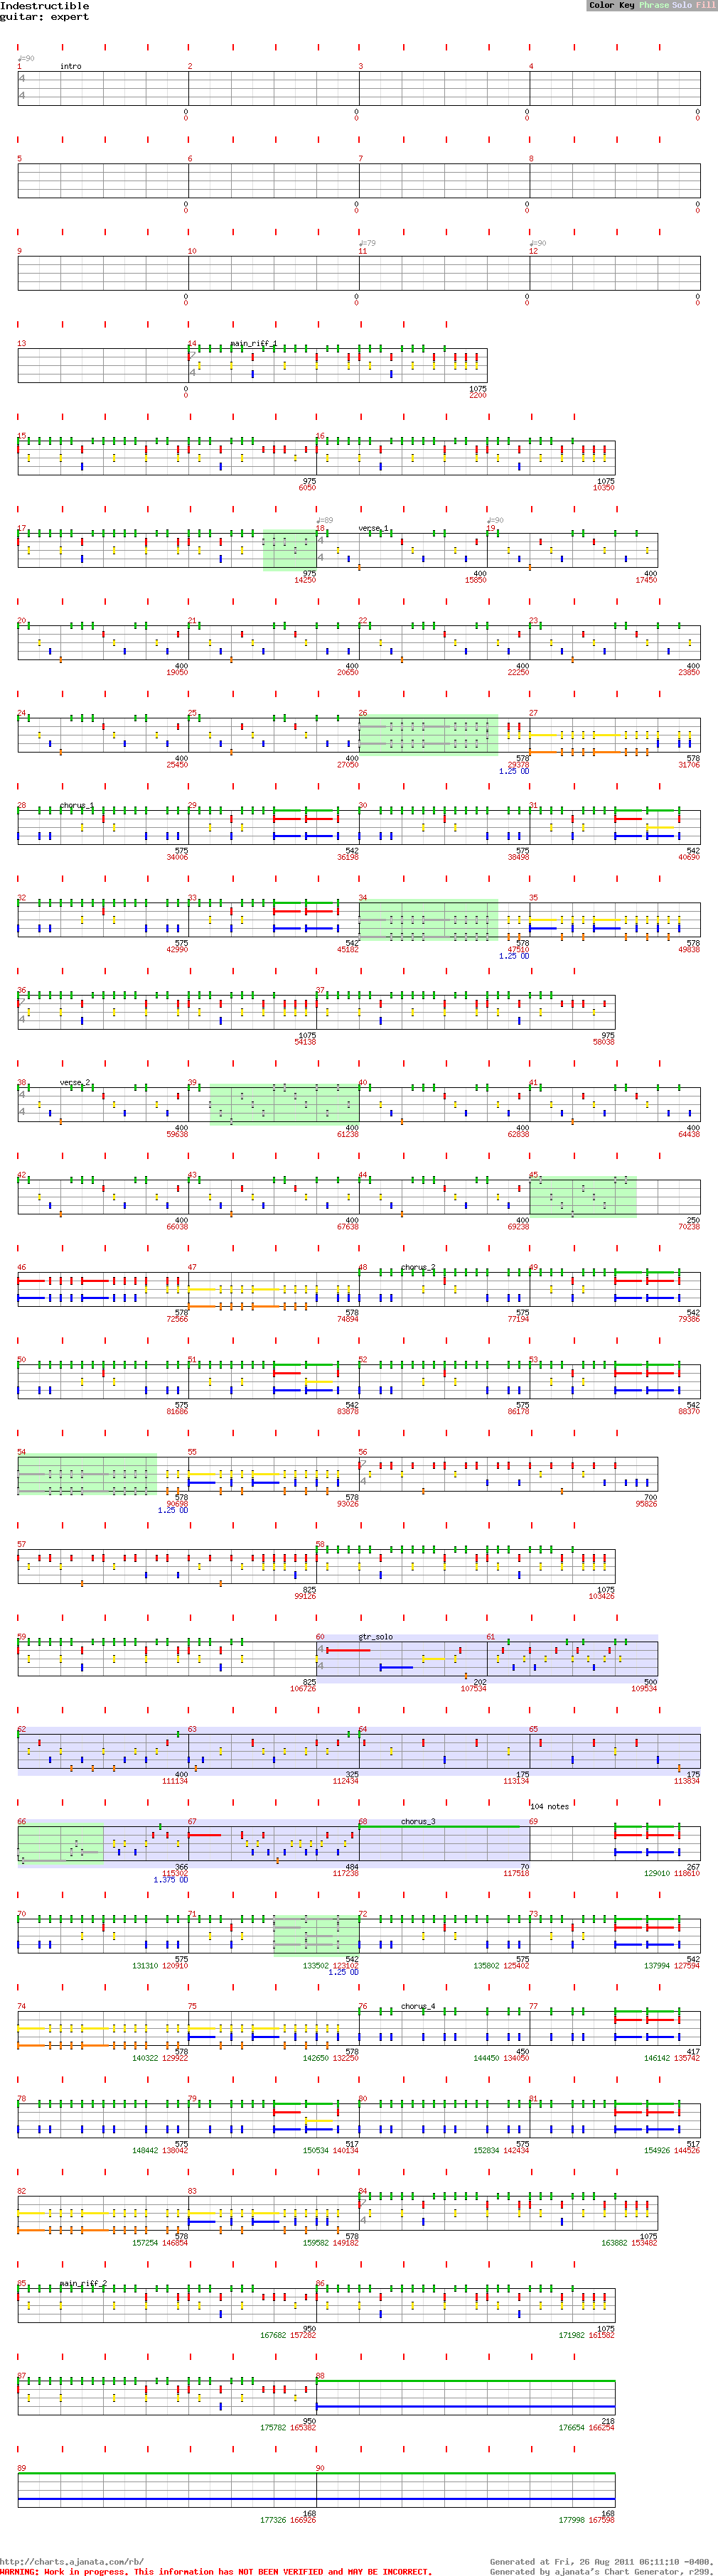 Indestructible
Color Key Phrase Solo Fill
guitar: expert
♩=90
1 intro 2 3 4
4
4
0 0 0 0
0 0 0 0
5 6 7 8
0 0 0 0
0 0 0 0
♩=79 ♩=90
9 10 11 12
0 0 0 0
0 0 0 0
13 14 main_riff_1
7
4
0 1075
0 2200
15 16
975 1075
6050 10350
♩=89 ♩=90
17 18 verse_1 19
4
4
975 400 400
14250 15850 17450
20 21 22 23
400 400 400 400
19050 20650 22250 23850
24 25 26 27
400 400 578 578
25450 27050 29378 31706
1.25 OD
28 chorus_1 29 30 31
575 542 575 542
34006 36198 38498 40690
32 33 34 35
575 542 578 578
42990 45182 47510 49838
1.25 OD
36 37
7
4
1075 975
54138 58038
38 verse_2 39 40 41
4
4
400 400 400 400
59638 61238 62838 64438
42 43 44 45
400 400 400 250
66038 67638 69238 70238
46 47 48 chorus_2 49
578 578 575 542
72566 74894 77194 79386
50 51 52 53
575 542 575 542
81686 83878 86178 88370
54 55 56
7
4
578 578 700
90698 93026 95826
1.25 OD
57 58
825 1075
99126 103426
59 60 gtr_solo 61
4
4
825 202 500
106726 107534 109534
62 63 64 65
400 325 175 175
111134 112434 113134 113834
104 notes
66 67 68 chorus_3 69
366 484 70 267
115302 117238 117518 129010 118610
1.375 OD
70 71 72 73
575 542 575 542
131310 120910 133502 123102 135802 125402 137994 127594
1.25 OD
74 75 76 chorus_4 77
578 578 450 417
140322 129922 142650 132250 144450 134050 146142 135742
78 79 80 81
575 517 575 517
148442 138042 150534 140134 152834 142434 154926 144526
82 83 84
7
4
578 578 1075
157254 146854 159582 149182 163882 153482
85 main_riff_2 86
950 1075
167682 157282 171982 161582
87 88
950 218
175782 165382 176654 166254
89 90
168 168
177326 166926 177998 167598
http://charts.ajanata.com/rb/
Generated at Fri, 26 Aug 2011 06:11:10 -0400.
WARNING: Work in progress. This information has NOT BEEN VERIFIED and MAY BE INCORRECT.
Generated by ajanata's Chart Generator, r299.